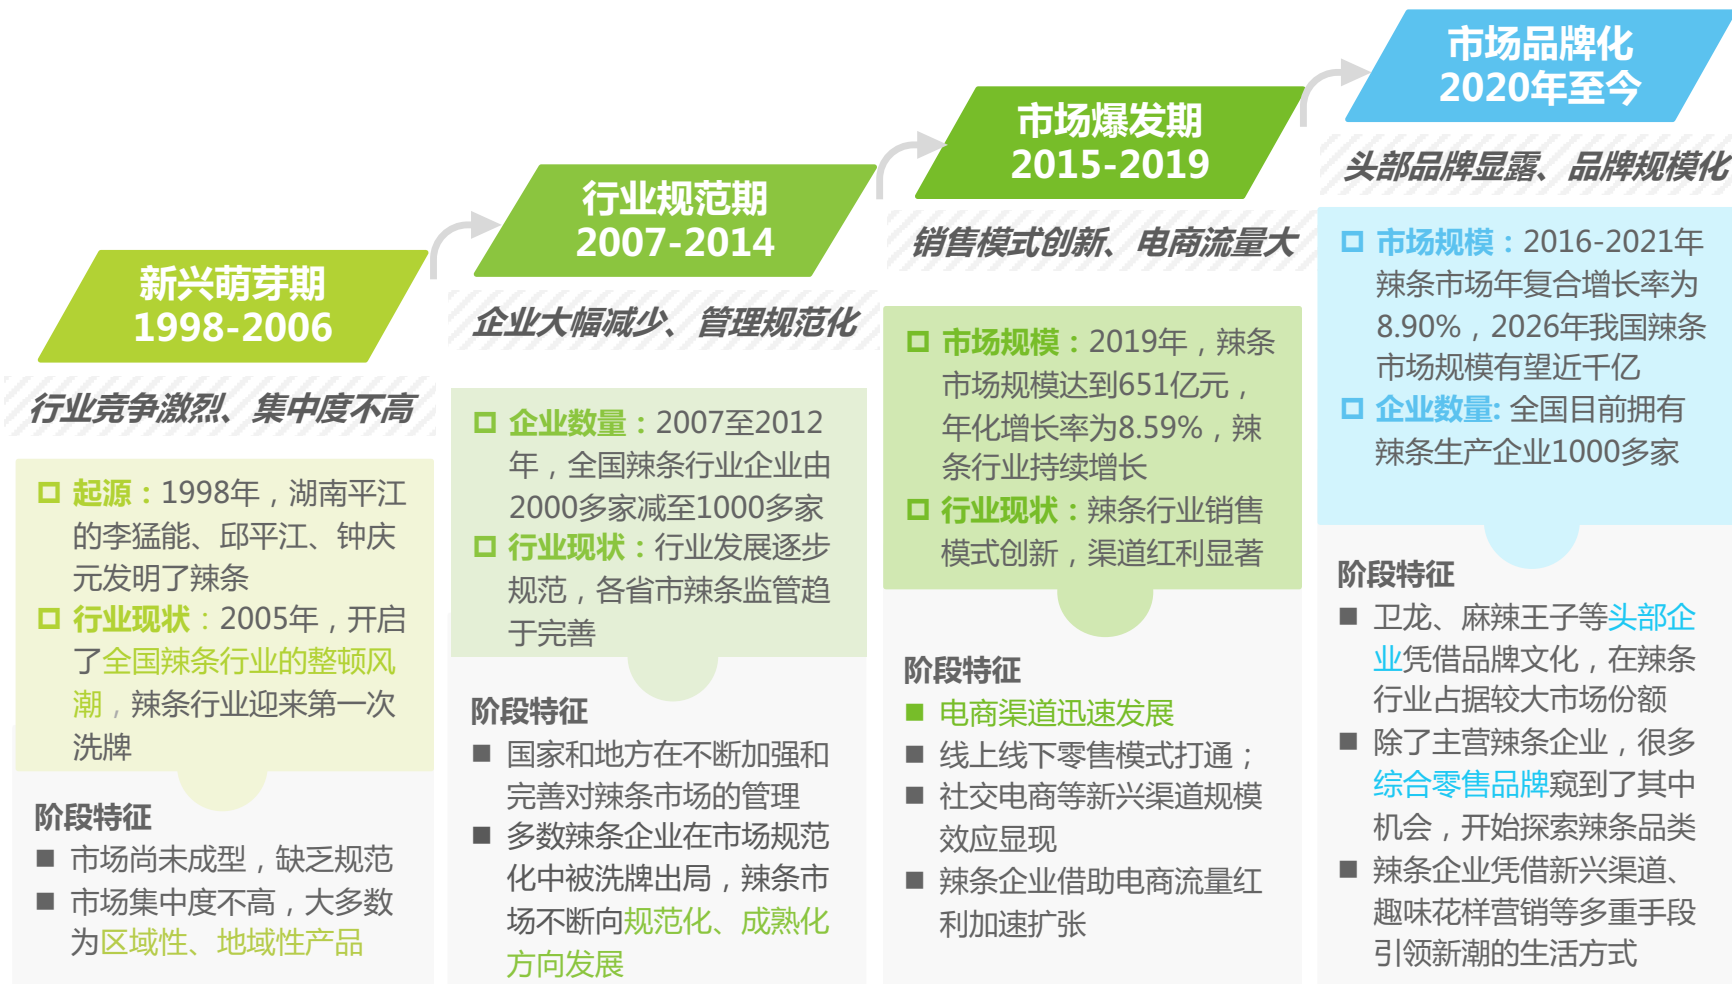 新兴萌芽期
1998-2006
行业竞争激烈、集中度不高
起源：1998年，湖南平江
的李猛能、邱平江、钟庆
元发明了辣条
行业现状：2005年，开启
了全国辣条行业的整顿风
潮，辣条行业迎来第一次
洗牌
阶段特征
市场尚未成型，缺乏规范
市场集中度不高，大多数
为区域性、地域性产品
行业规范期
2007-2014
企业大幅减少、管理规范化
企业数量：2007至2012
年，全国辣条行业企业由
2000多家减至1000多家
行业现状：行业发展逐步
规范，各省市辣条监管趋
于完善
阶段特征
国家和地方在不断加强和
完善对辣条市场的管理
多数辣条企业在市场规范
化中被洗牌出局，辣条市
场不断向规范化、成熟化
方向发展
市场爆发期
2015-2019
销售模式创新、电商流量大
市场规模：2019年，辣条
市场规模达到651亿元，
年化增长率为8.59%，辣
条行业持续增长
行业现状：辣条行业销售
模式创新，渠道红利显著
阶段特征
电商渠道迅速发展
线上线下零售模式打通；
社交电商等新兴渠道规模
效应显现
辣条企业借助电商流量红
利加速扩张
市场品牌化
2020年至今
头部品牌显露、品牌规模化
市场规模：2016-2021年
辣条市场年复合增长率为
8.90%，2026年我国辣条
市场规模有望近千亿
企业数量: 全国目前拥有
辣条生产企业1000多家
阶段特征
卫龙、麻辣王子等头部企
业凭借品牌文化，在辣条
行业占据较大市场份额
除了主营辣条企业，很多
综合零售品牌窥到了其中
机会，开始探索辣条品类
辣条企业凭借新兴渠道、
趣味花样营销等多重手段
引领新潮的生活方式